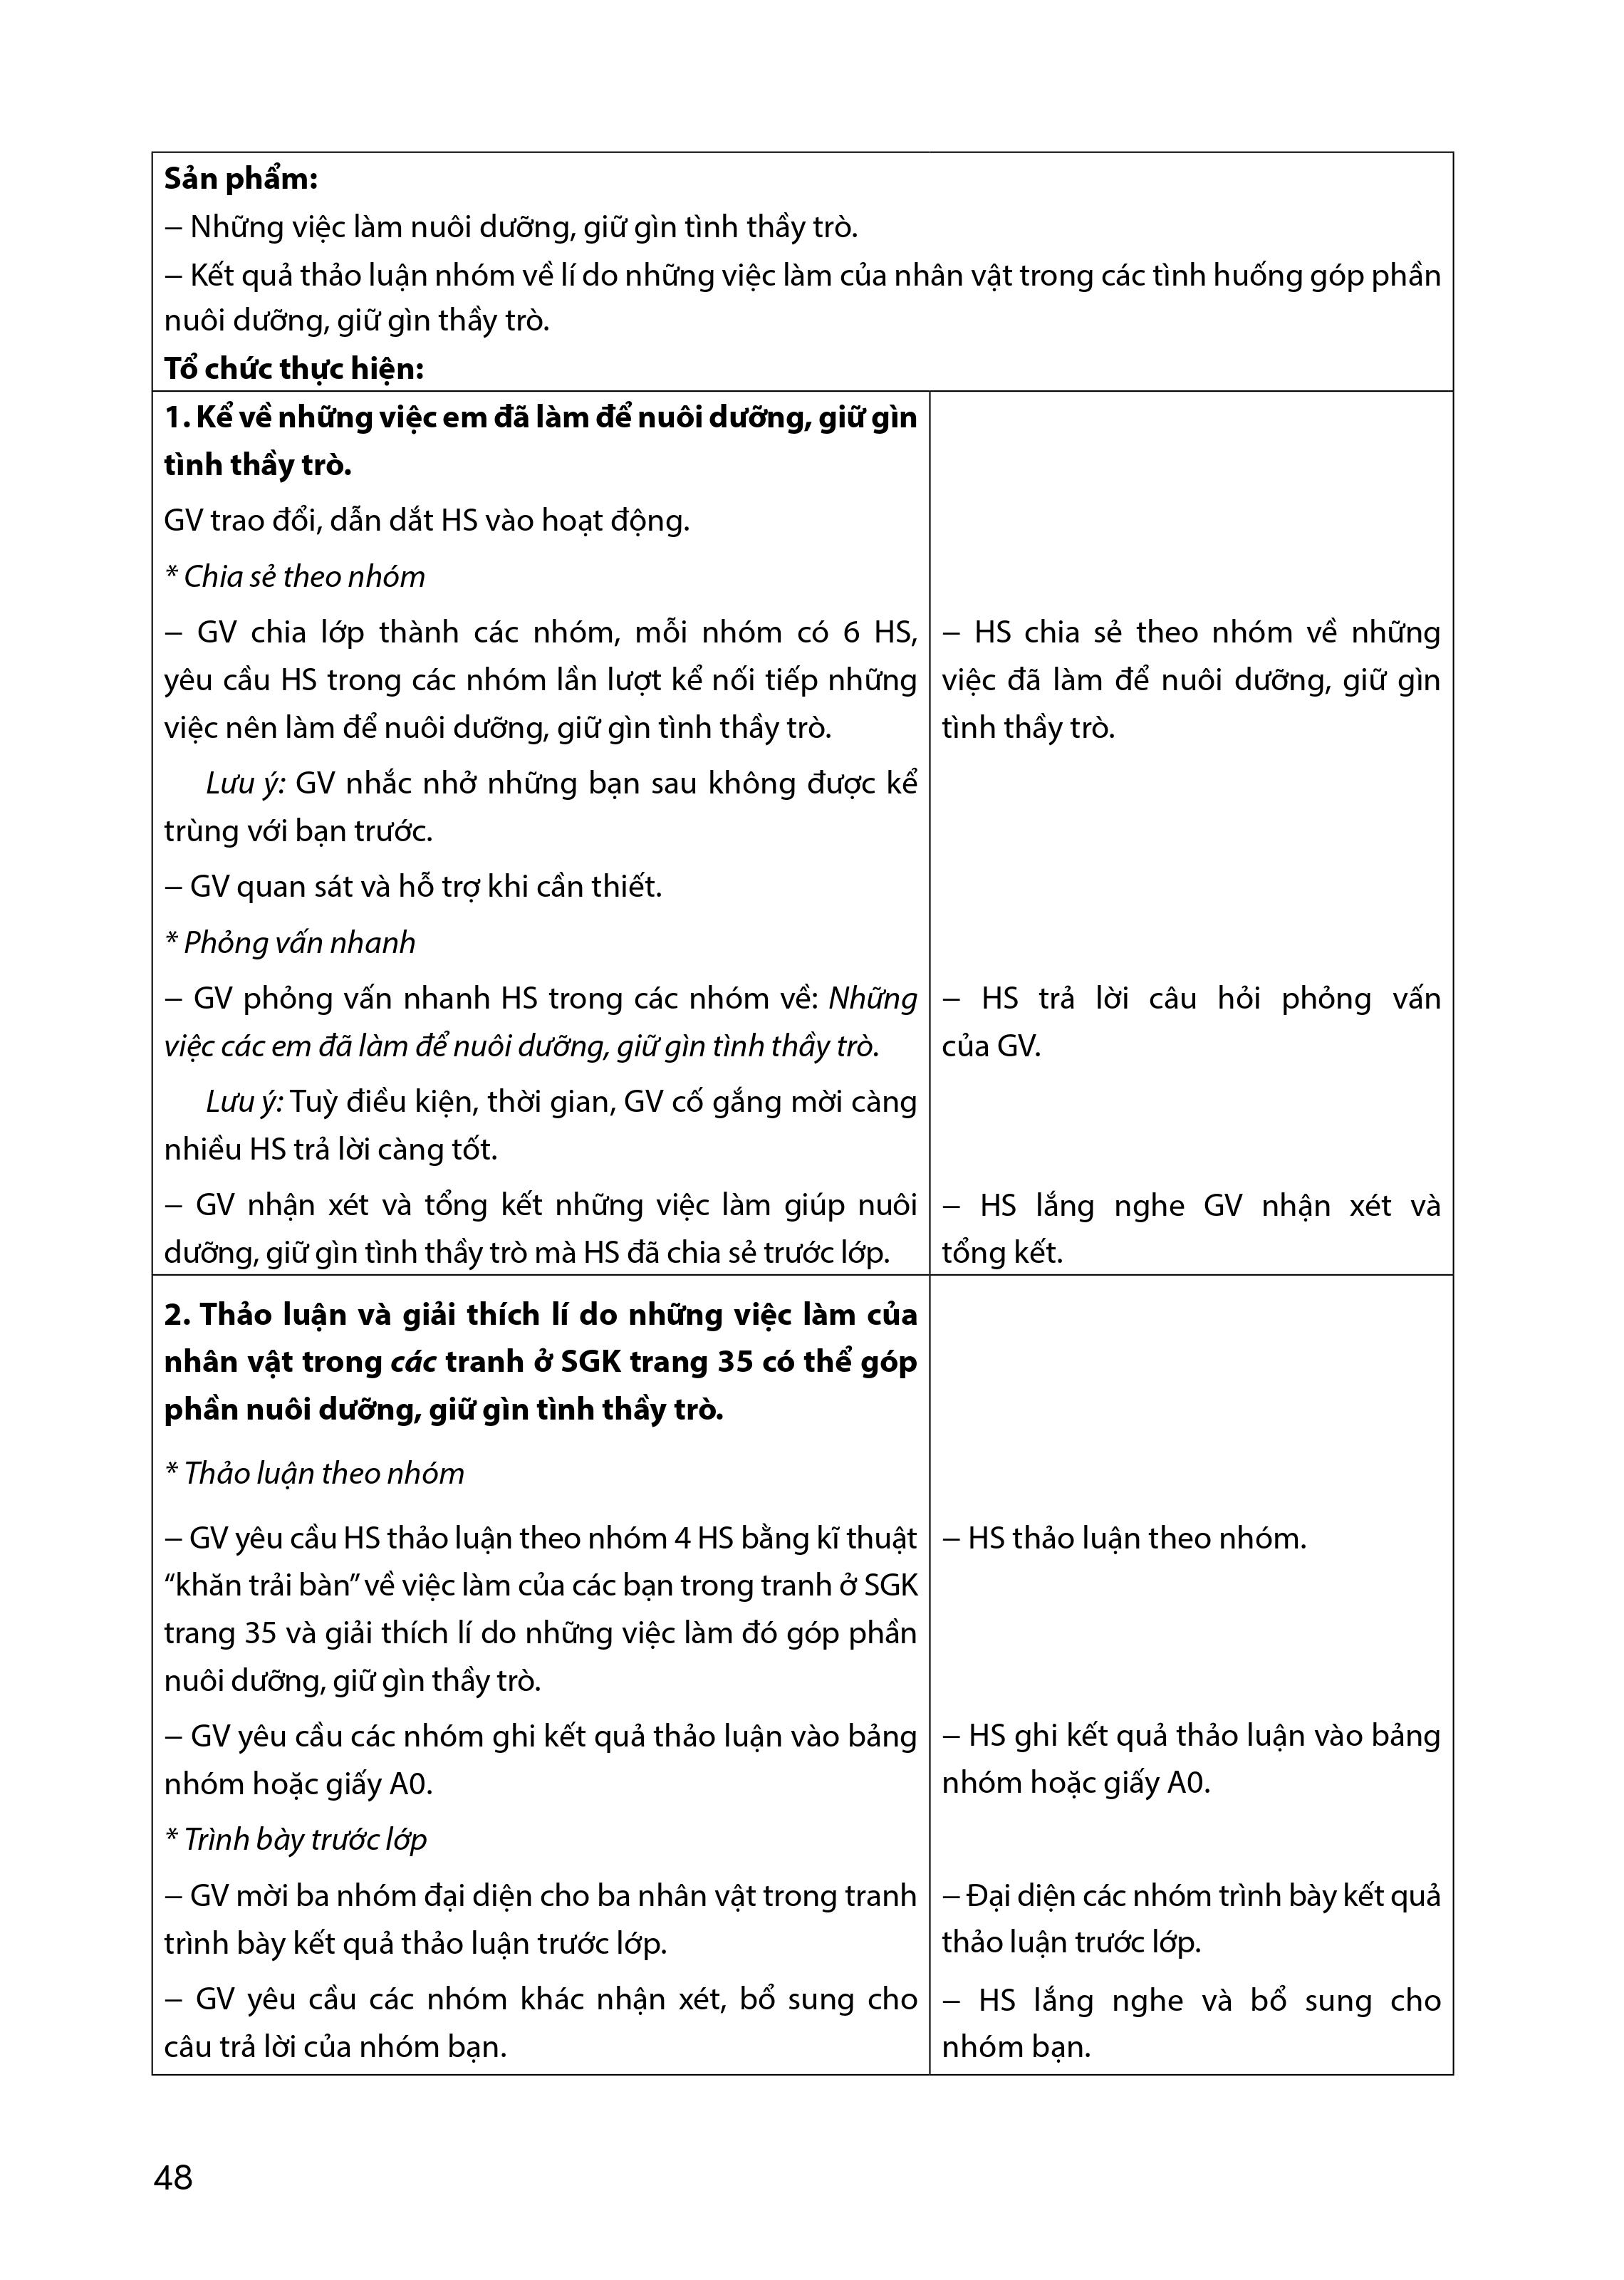 Sản phẩm:
– Những việc làm nuôi dưỡng, giữ gìn tình thầy trò.
– Kết quả thảo luận nhóm về lí do những việc làm của nhân vật trong các tình huống góp phần
nuôi dưỡng, giữ gìn thầy trò.
Tổ chức thực hiện:
1. Kể về những việc em đã làm để nuôi dưỡng, giữ gìn
tình thầy trò.
GV trao đổi, dẫn dắt HS vào hoạt động.
* Chia sẻ theo nhóm
– GV chia lớp thành các nhóm, mỗi nhóm có 6 HS,
yêu cầu HS trong các nhóm lần lượt kể nối tiếp những
việc nên làm để nuôi dưỡng, giữ gìn tình thầy trò.
Lưu ý: GV nhắc nhở những bạn sau không được kể
trùng với bạn trước.
– GV quan sát và hỗ trợ khi cần thiết.
* Phỏng vấn nhanh
– GV phỏng vấn nhanh HS trong các nhóm về: Những
việc các em đã làm để nuôi dưỡng, giữ gìn tình thầy trò.
Lưu ý: Tuỳ điều kiện, thời gian, GV cố gắng mời càng
nhiều HS trả lời càng tốt.
– GV nhận xét và tổng kết những việc làm giúp nuôi
dưỡng, giữ gìn tình thầy trò mà HS đã chia sẻ trước lớp.
– HS chia sẻ theo nhóm về những
việc đã làm để nuôi dưỡng, giữ gìn
tình thầy trò.
– HS trả lời câu hỏi phỏng vấn
của GV.
– HS lắng nghe GV nhận xét và
tổng kết.
2. Thảo luận và giải thích lí do những việc làm của
nhân vật trong các tranh ở SGK trang 35 có thể góp
phần nuôi dưỡng, giữ gìn tình thầy trò.
* Thảo luận theo nhóm
– GV yêu cầu HS thảo luận theo nhóm 4 HS bằng kĩ thuật
“khăn trải bàn” về việc làm của các bạn trong tranh ở SGK
trang 35 và giải thích lí do những việc làm đó góp phần
nuôi dưỡng, giữ gìn thầy trò.
– GV yêu cầu các nhóm ghi kết quả thảo luận vào bảng
nhóm hoặc giấy A0.
* Trình bày trước lớp
– GV mời ba nhóm đại diện cho ba nhân vật trong tranh
trình bày kết quả thảo luận trước lớp.
– GV yêu cầu các nhóm khác nhận xét, bổ sung cho
câu trả lời của nhóm bạn.
– HS thảo luận theo nhóm.
– HS ghi kết quả thảo luận vào bảng
nhóm hoặc giấy A0.
– Đại diện các nhóm trình bày kết quả
thảo luận trước lớp.
– HS lắng nghe và bổ sung cho
nhóm bạn.
48